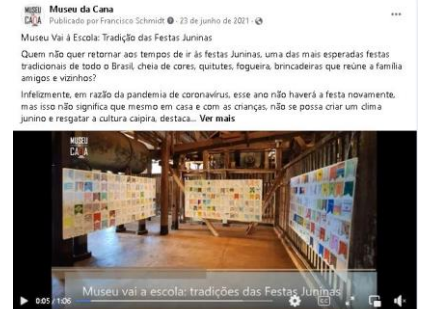 MUSEU
CANA
Museu da Cana
Publicado por Francisco Schmidt · 23 de junho de 2021 ·
Museu Vai à Escola: Tradição das Festas Juninas
Quem não quer retornar aos tempos de ir às festas Juninas, uma das mais esperadas festas
tradicionais de todo o Brasil, cheia de cores, quitutes, fogueira, brincadeiras que reúne a família
amigos e vizinhos?
Infelizmente, em razão da pandemia de coronavírus, esse ano não haverá a festa novamente,
mas isso não significa que mesmo em casa e com as crianças, não se possa criar um clima
junino e resgatar a cultura caipira, destaca... Ver mais
MUSEU
CANA
Museu vai a escola: tradições das Festas Juninas
0:05 / 1:06